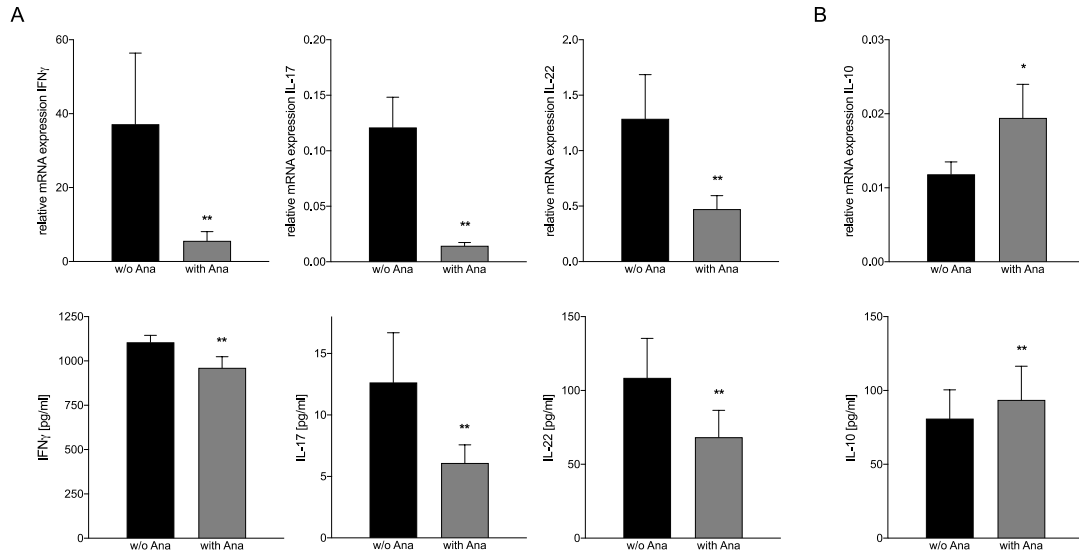 A
B
relative mRNA expression IFNγ
60
40
20
0
**
w/o Ana
with Ana
relative mRNA expression IL-17
0.20
0.15
0.10
0.05
0.00
**
w/o Ana
with Ana
relative mRNA expression IL-22
2.0
1.5
1.0
0.5
0.0
**
w/o Ana
with Ana
relative mRNA expression IL-10
0.03
0.02
0.01
0.00
*
w/o Ana
with Ana
IFNγ [pg/ml]
1250
1000
750
500
250
0
**
w/o Ana
with Ana
IL-17 [pg/ml]
15
10
5
0
**
w/o Ana
with Ana
IL-22 [pg/ml]
150
100
50
0
**
w/o Ana
with Ana
IL-10 [pg/ml]
150
100
50
0
**
w/o Ana
with Ana